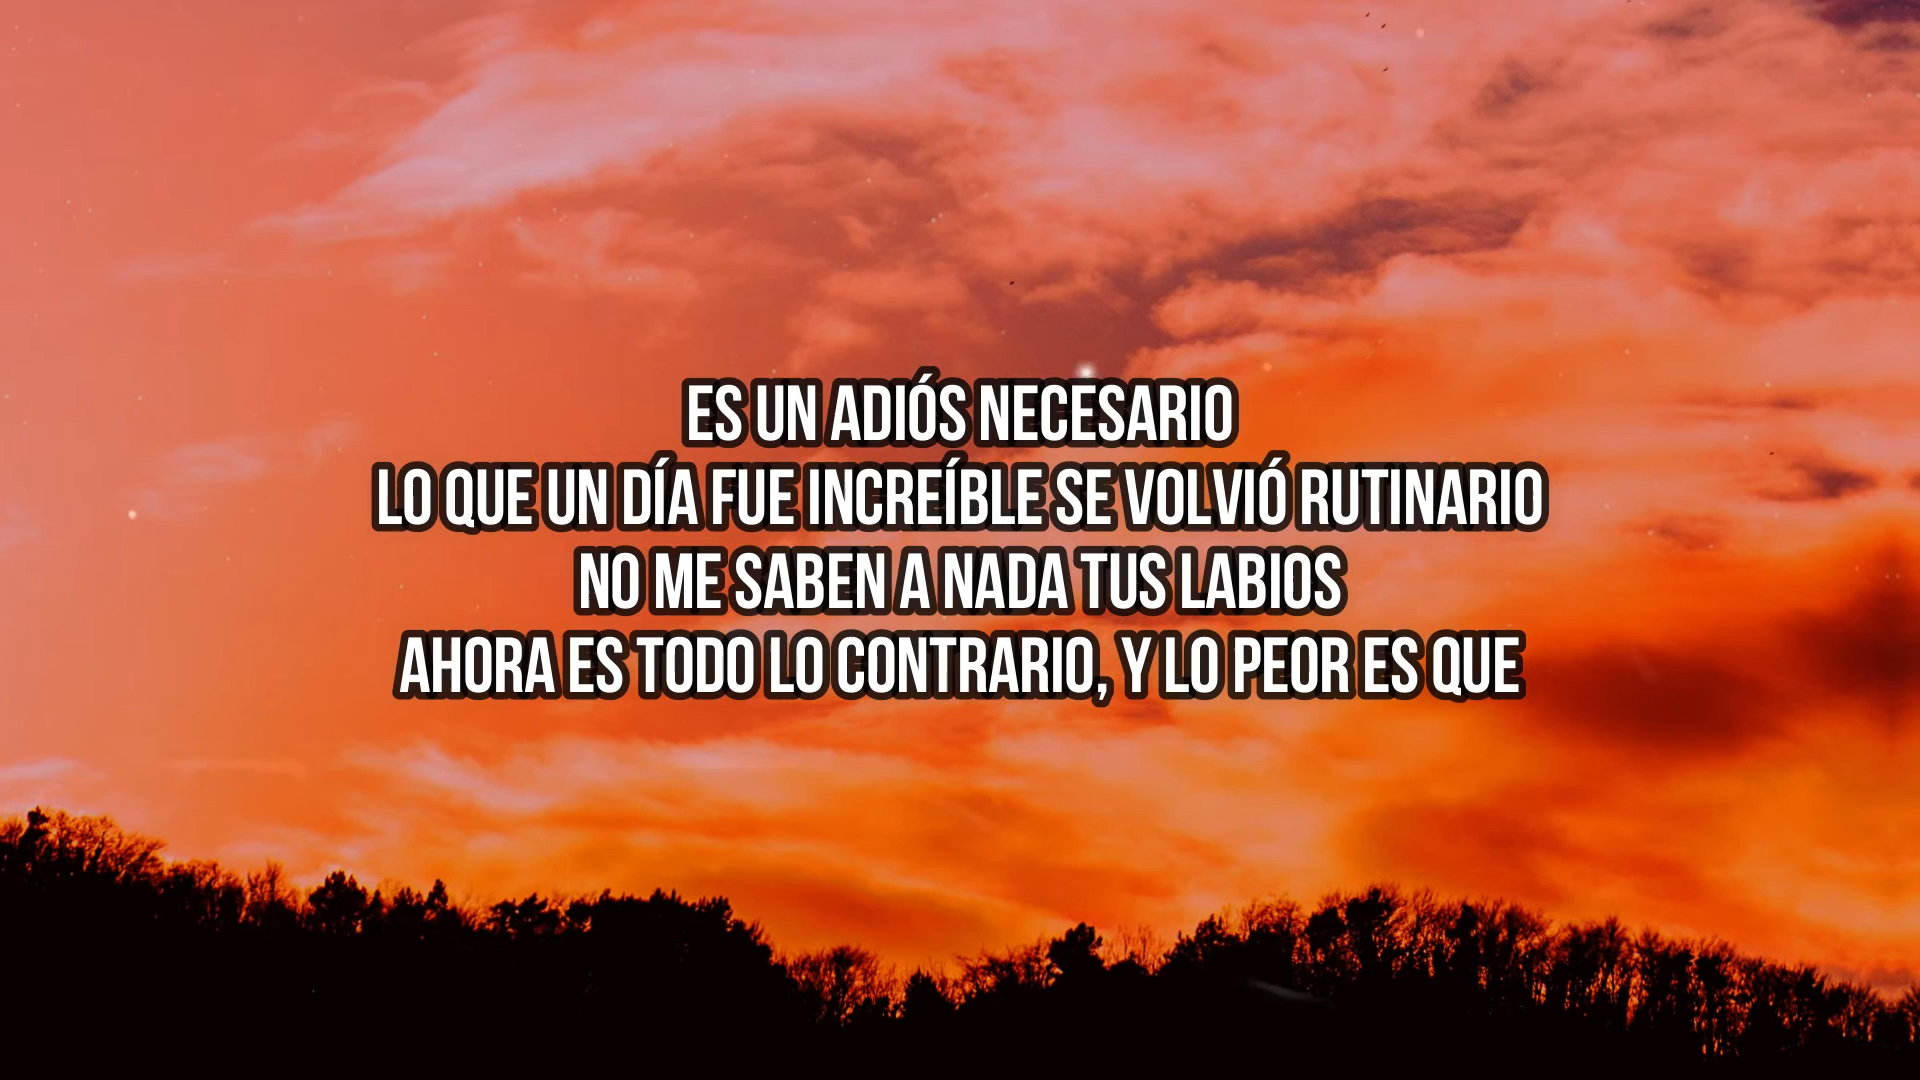 ES UN ADIÓS NECESARIO
LO QUE UN DÍA FUE INCREÍBLE SE VOLVIÓ RUTINARIO
NO ME SABEN A NADA TUS LABIOS
AHORA ES TODO LO CONTRARIO, Y LO PEOR ES QUE